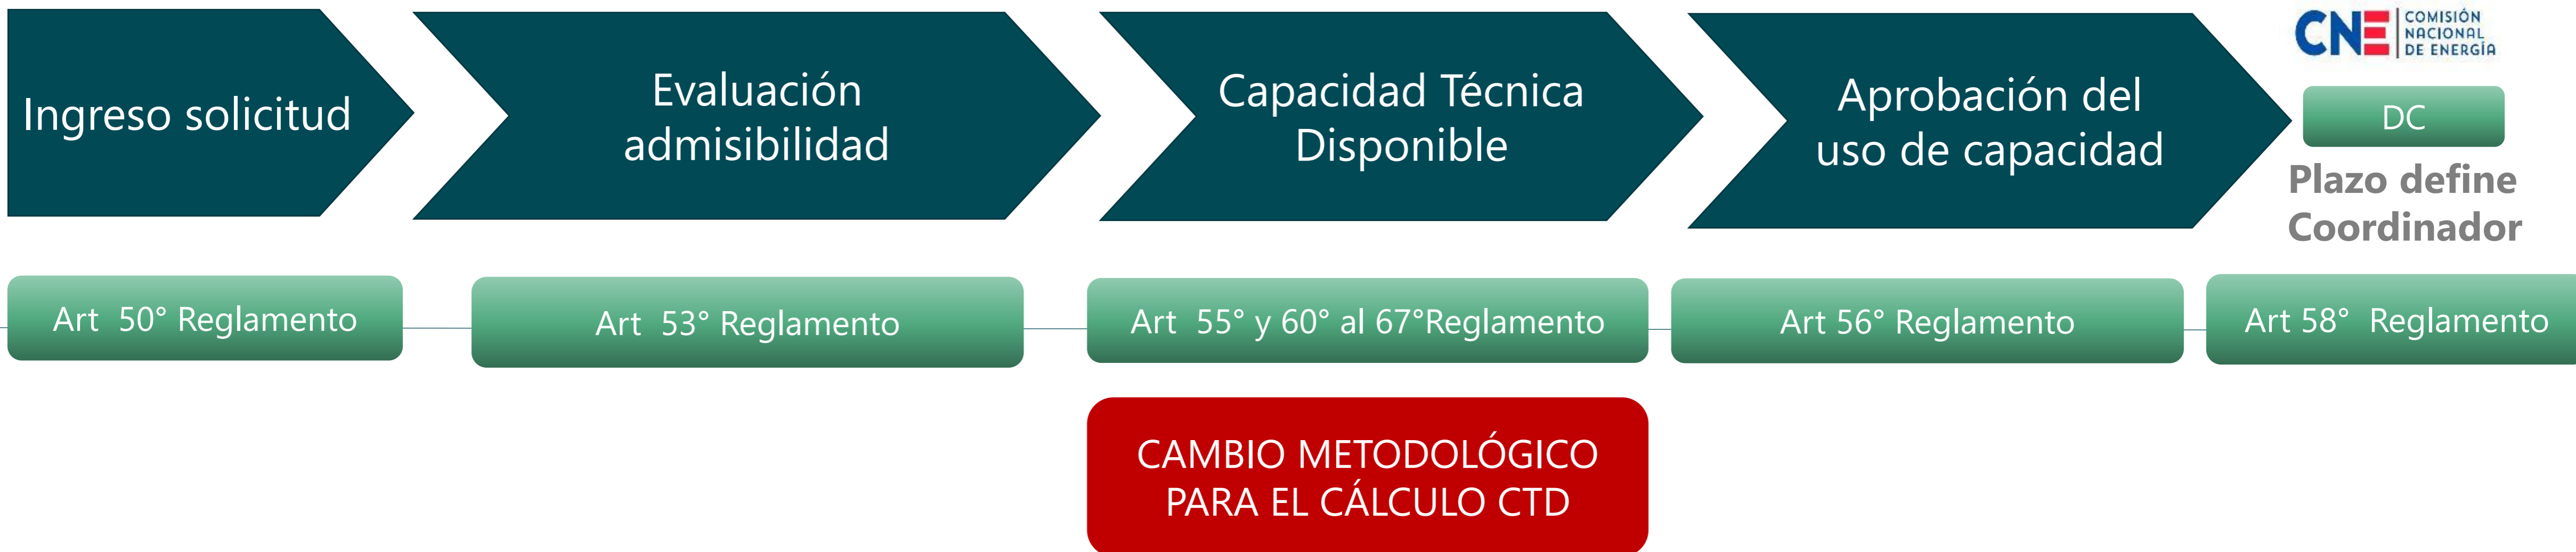 Ingreso solicitud
Evaluación
admisibilidad
Capacidad Técnica
Disponible
Aprobación del
uso de capacidad
CNE
COMISIÓN
NACIONAL
DE ENERGÍA
DC
Plazo define
Coordinador
Art 50° Reglamento
Art 53° Reglamento
Art 55° y 60° al 67°Reglamento
Art 56° Reglamento
Art 58° Reglamento
CAMBIO METODOLÓGICO
PARA EL CÁLCULO CTD